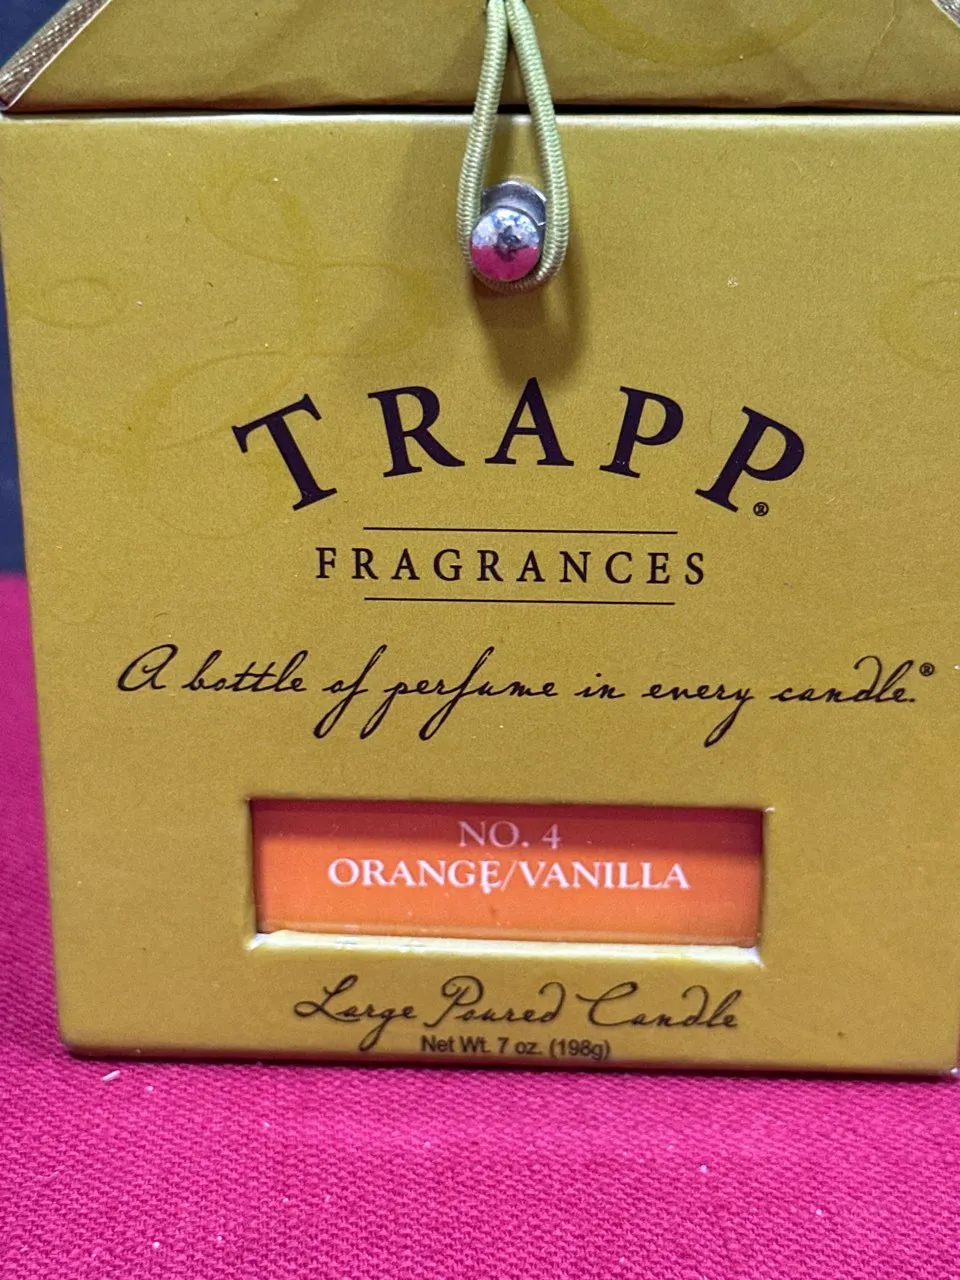 TRAPP®
FRAGRANCES
A bottle of perfume in every candle.®
NO. 4
ORANGE/VANILLA
Large Poured Candle
Net Wt. 7 oz. (198g)